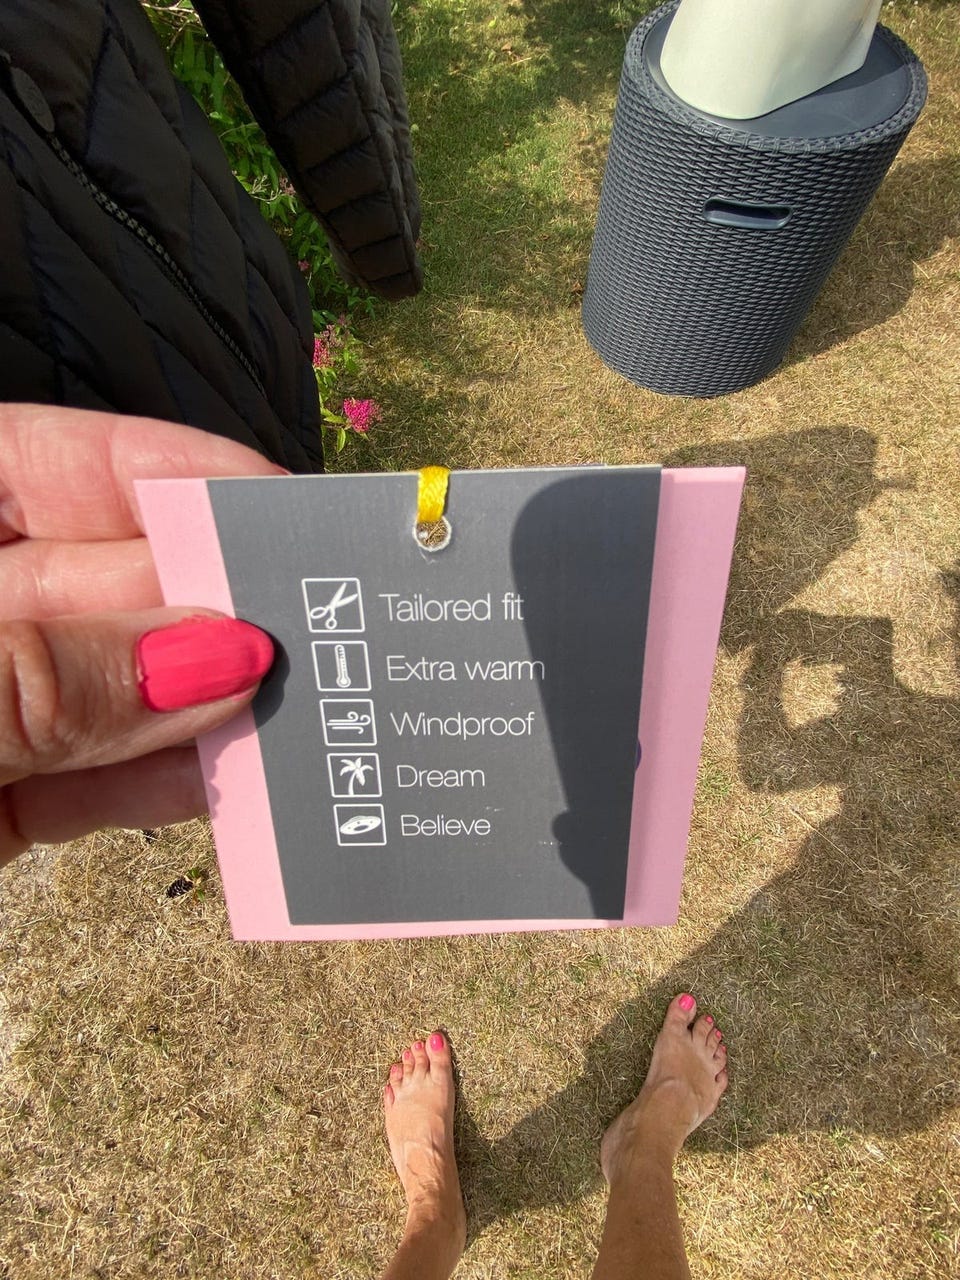 Tailored fit
Extra warm
Windproof
Dream
Believe